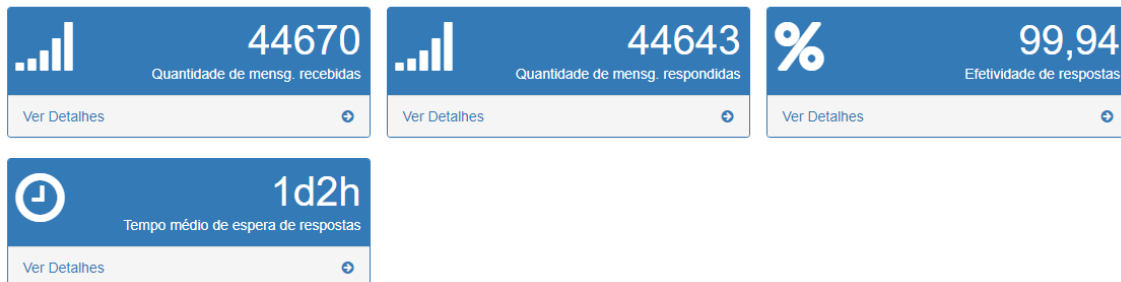 44670
Quantidade de mensg. recebidas
Ver Detalhes
44643
Quantidade de mensg. respondidas
Ver Detalhes
%
99,94
Efetividade de respostas
Ver Detalhes
1d2h
Tempo médio de espera de respostas
Ver Detalhes